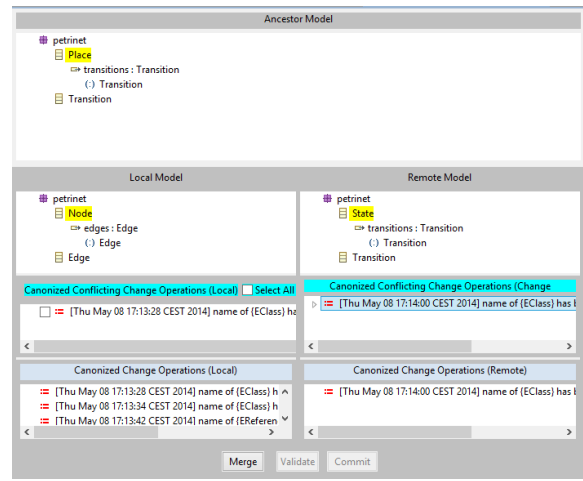 Ancestor Model
petrinet
Place
transitions : Transition
(:) Transition
Transition
Local Model
petrinet
Node
edges : Edge
(:) Edge
Edge
Remote Model
petrinet
State
transitions : Transition
(:) Transition
Transition
Canonized Conflicting Change Operations (Local) Select All
[Thu May 08 17:13:28 CEST 2014] name of {EClass} ha
Canonized Conflicting Change Operations (Change
[Thu May 08 17:14:00 CEST 2014] name of {EClass} has b
Canonized Change Operations (Local)
[Thu May 08 17:13:28 CEST 2014] name of {EClass} h
[Thu May 08 17:13:34 CEST 2014] name of {EClass} h
[Thu May 08 17:13:42 CEST 2014] name of {EReferen
Canonized Change Operations (Remote)
[Thu May 08 17:14:00 CEST 2014] name of {EClass} has b
Merge Validate Commit